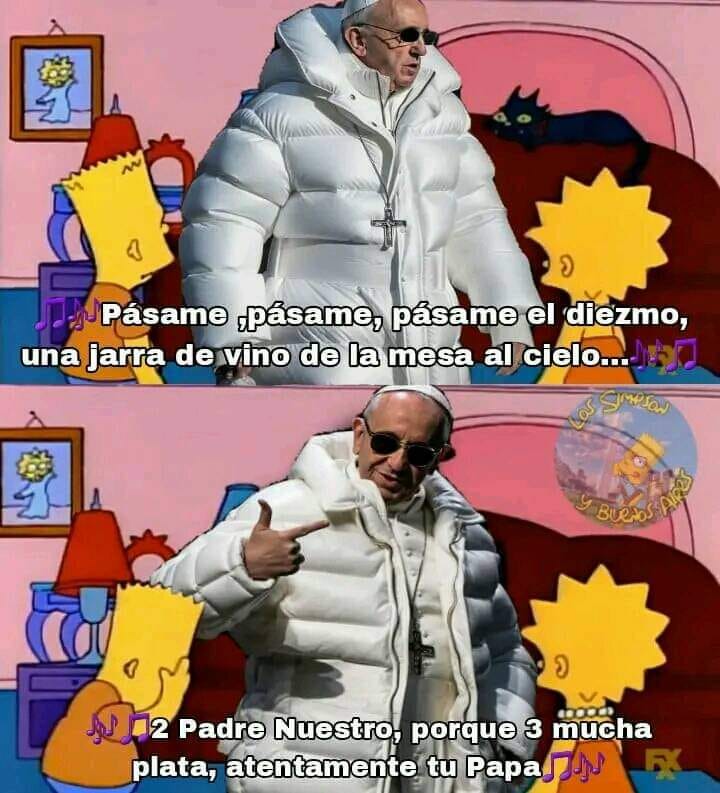 🎵🎶Pásame ,pásame, pásame el diezmo,
una jarra de vino de la mesa al cielo...🎶🎵
FX
LOS SIMPSON
Y BUENOS AIRES
🎶🎵2 Padre Nuestro, porque 3 mucha
plata, atentamente tu Papa🎵🎶
FX